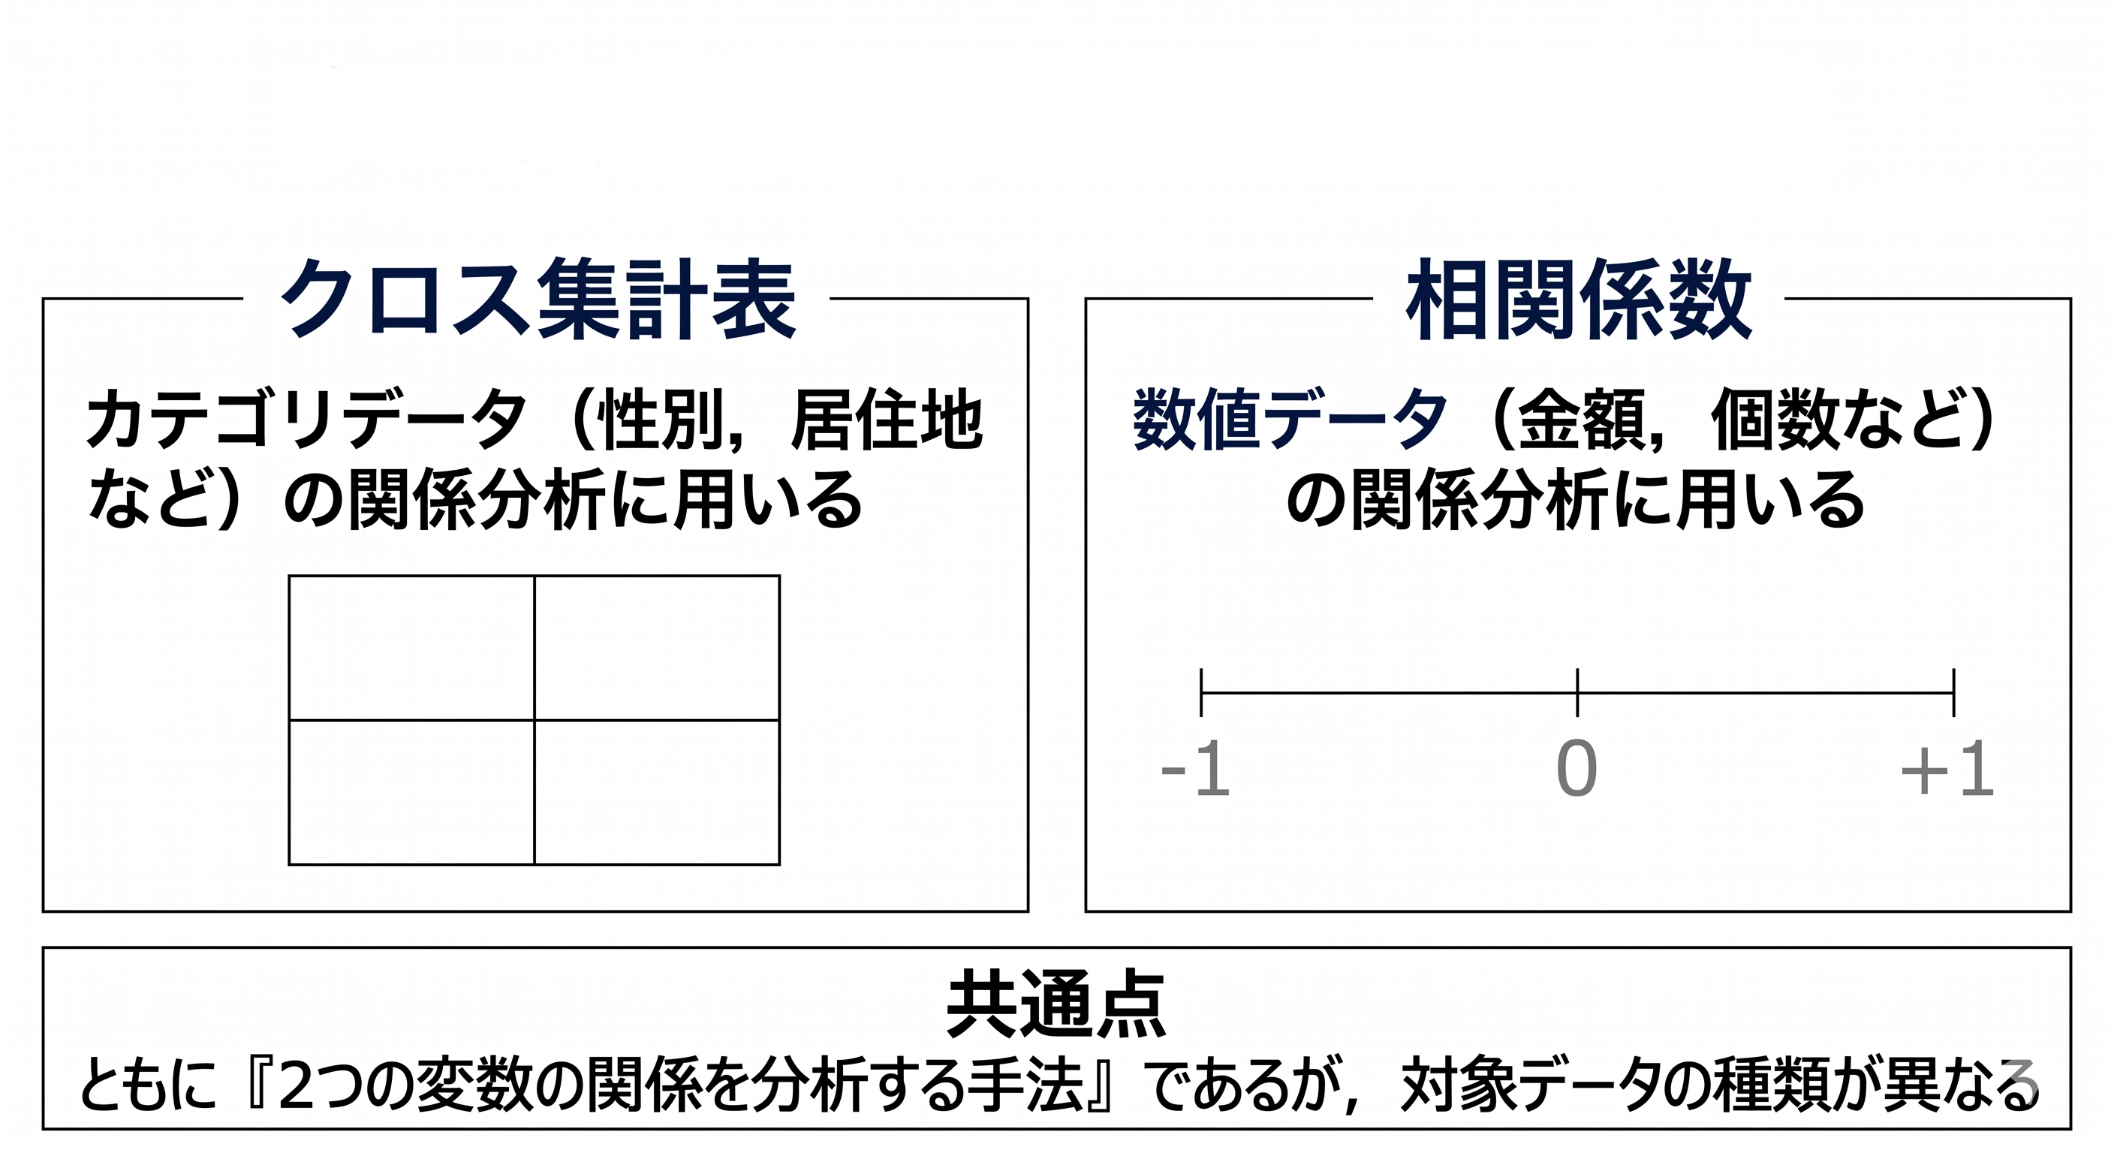 クロス集計表
カテゴリデータ（性別，居住地
など）の関係分析に用いる
相関係数
数値データ（金額，個数など）
の関係分析に用いる
-1 0 +1
共通点
ともに『2つの変数の関係を分析する手法』であるが，対象データの種類が異なる
3